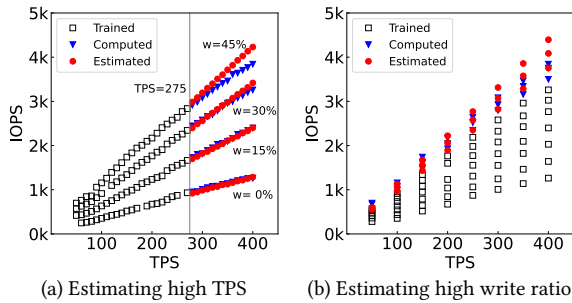 Trained
Computed
Estimated
TPS=275
w=45%
w=30%
w=15%
w= 0%
IOPS
5k
4k
3k
2k
1k
0k
100
200
300
400
TPS
(a) Estimating high TPS
Trained
Computed
Estimated
IOPS
5k
4k
3k
2k
1k
0k
100
200
300
400
TPS
(b) Estimating high write ratio